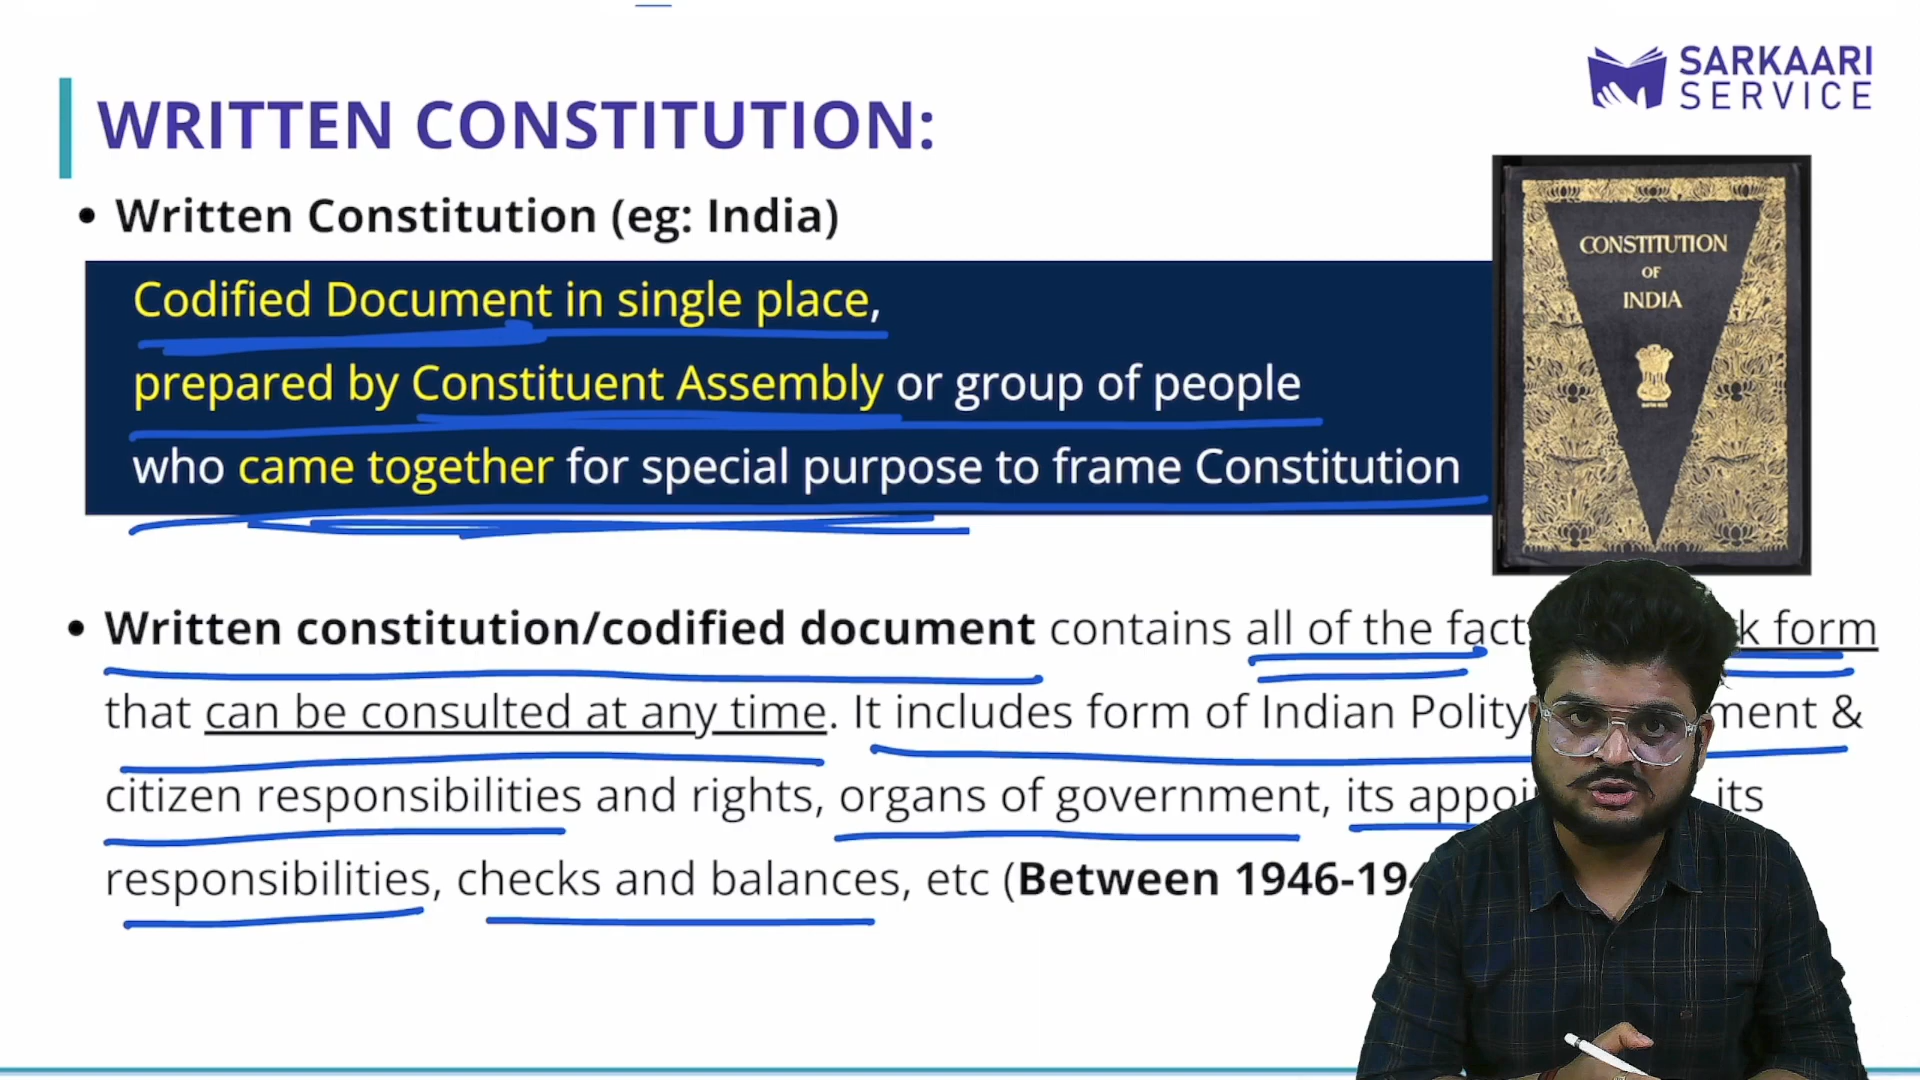 SARKAARI
SERVICE
WRITTEN CONSTITUTION:
• Written Constitution (eg: India)
Codified Document in single place,
prepared by Constituent Assembly or group of people
who came together for special purpose to frame Constitution
CONSTITUTION
OF
INDIA
• Written constitution/codified document contains all of the form
that can be consulted at any time. It includes form of Indian Polity &
citizen responsibilities and rights, organs of government, its its
responsibilities, checks and balances, etc (Between